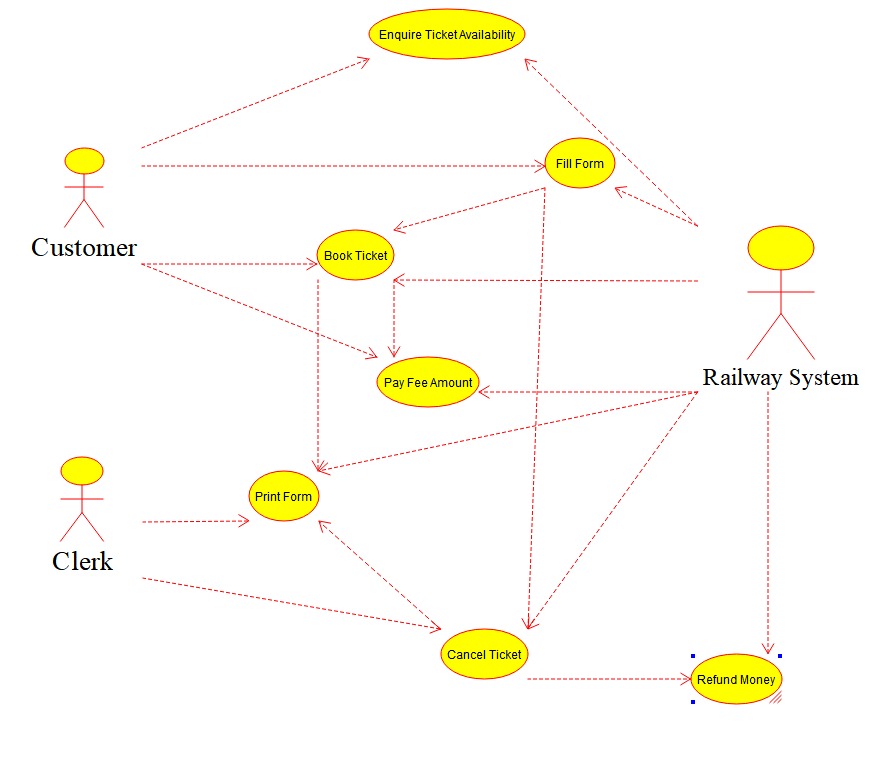 Enquire Ticket Availability
Fill Form
Customer
Book Ticket
Railway System
Pay Fee Amount
Print Form
Clerk
Cancel Ticket
Refund Money